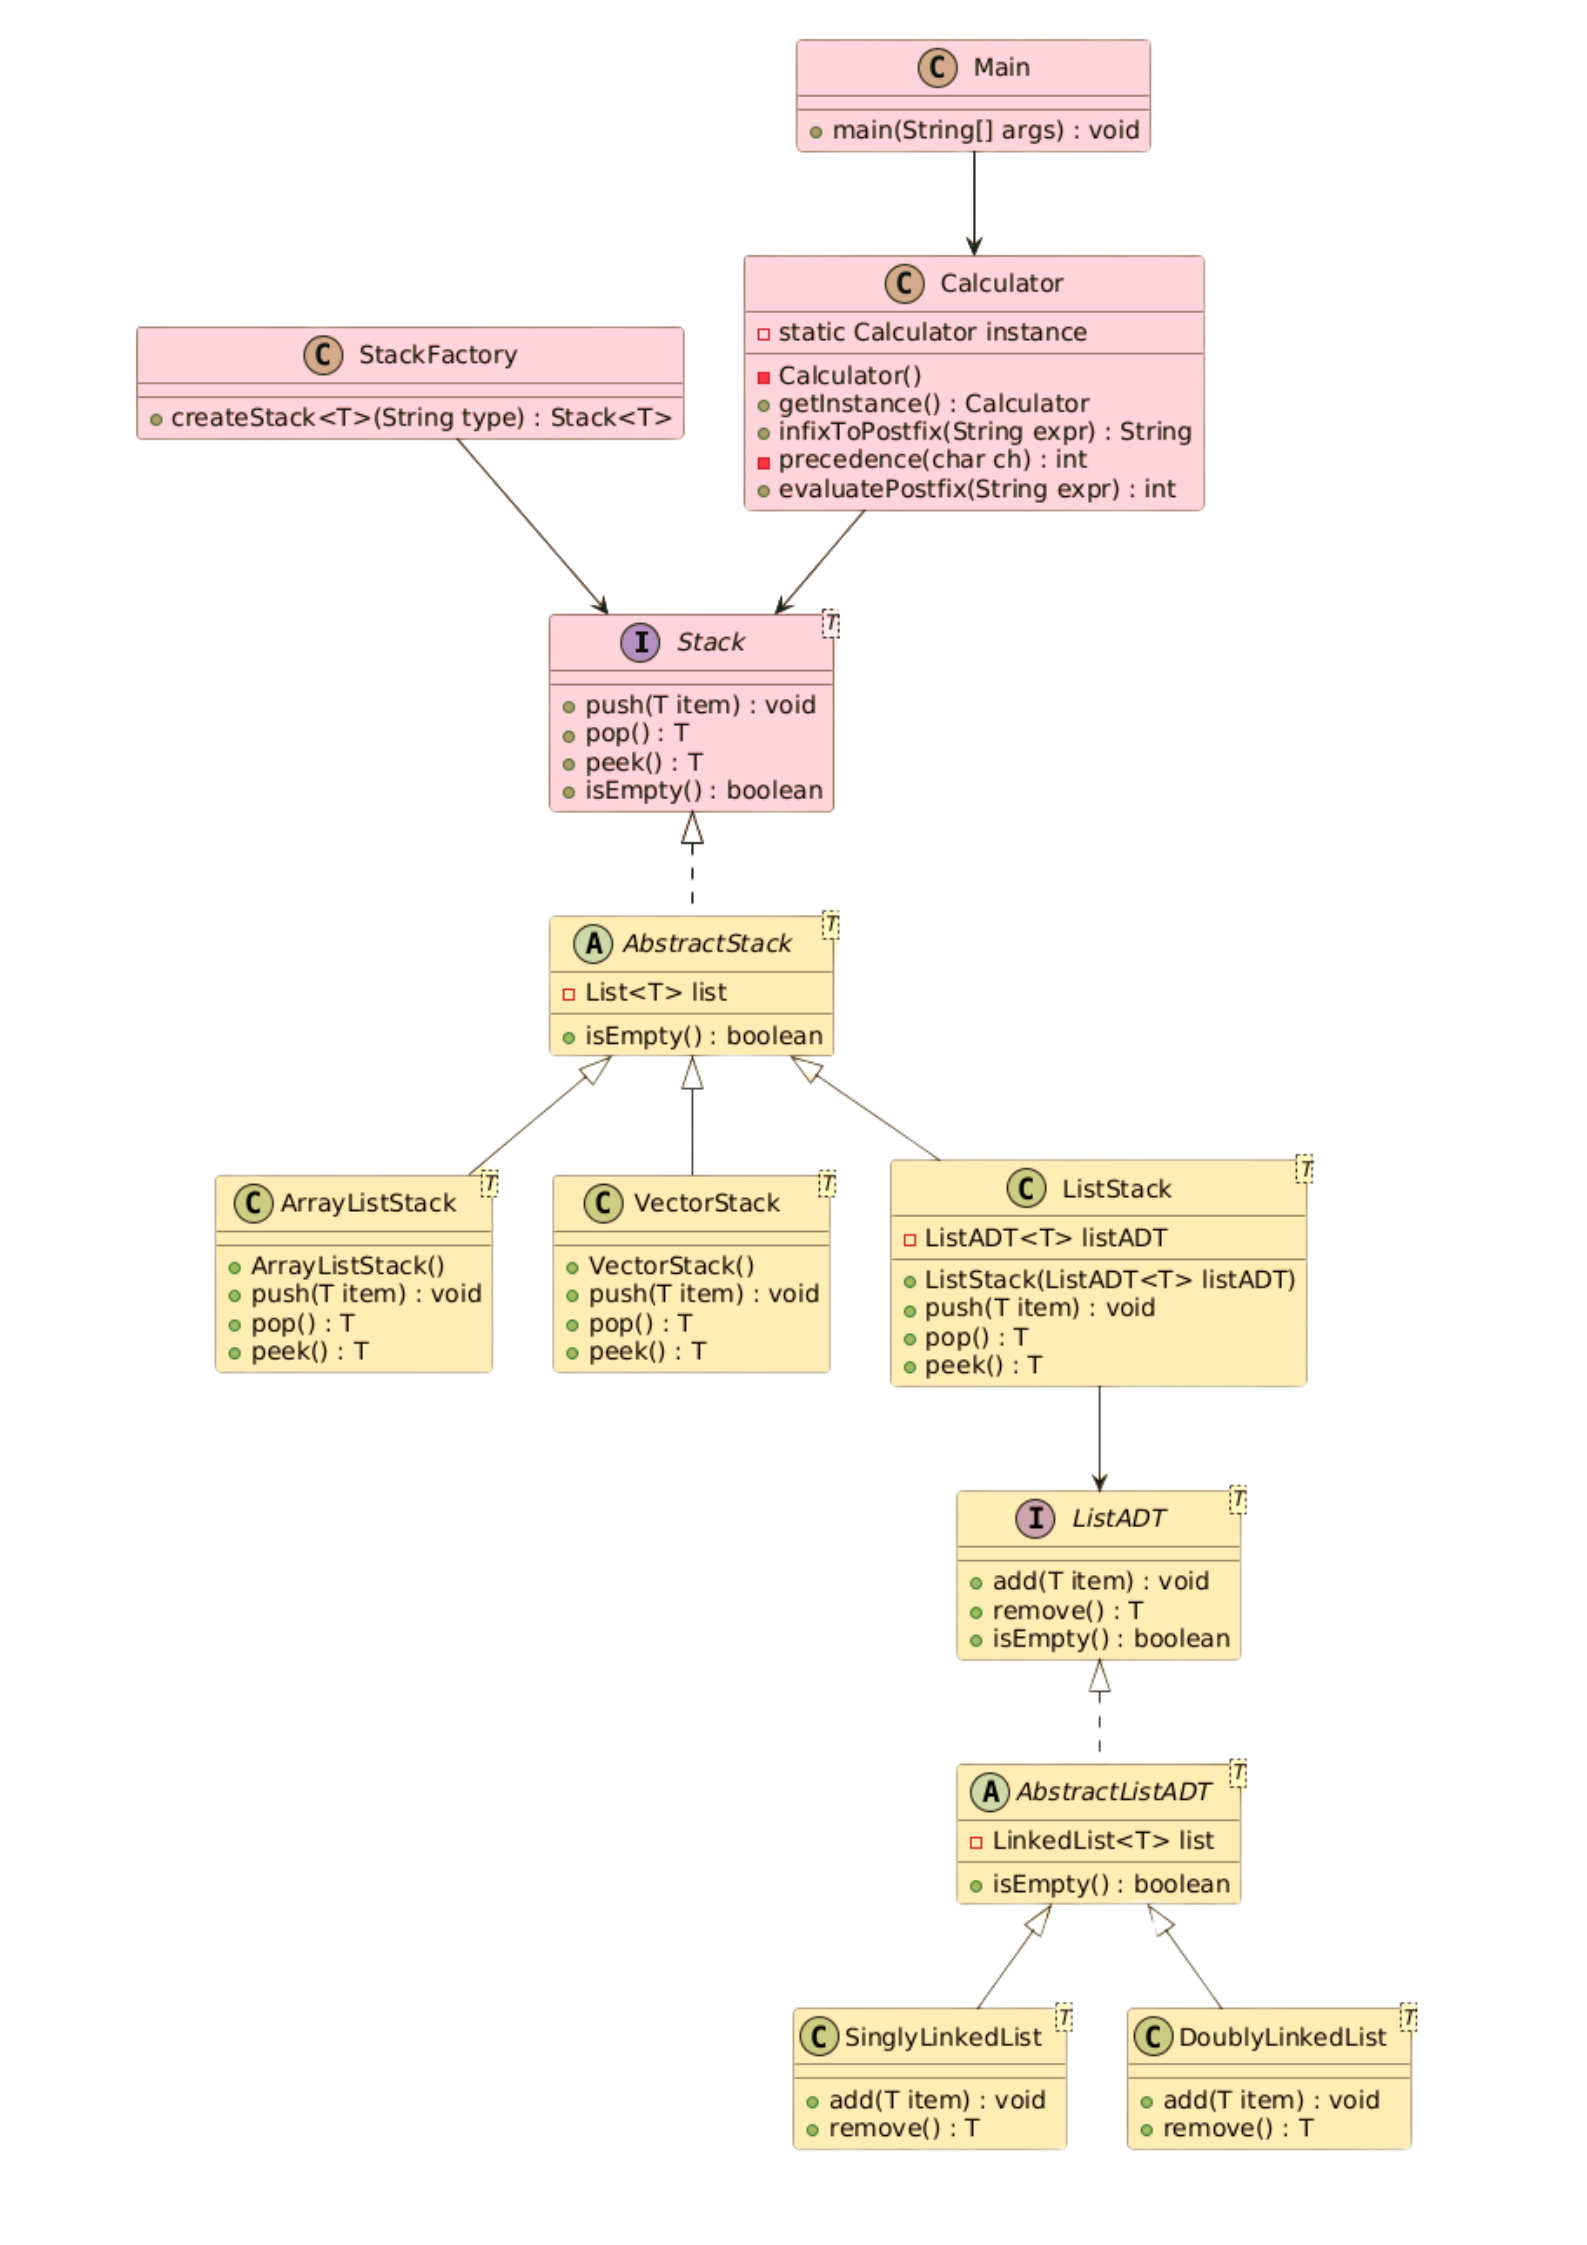 C Main
main(String[] args) : void
C Calculator
static Calculator instance
Calculator()
getInstance() : Calculator
infixToPostfix(String expr) : String
precedence(char ch) : int
evaluatePostfix(String expr) : int
C StackFactory
createStack<T>(String type) : Stack<T>
I Stack T
push(T item) : void
pop() : T
peek() : T
isEmpty() : boolean
A AbstractStack T
List<T> list
isEmpty() : boolean
C ArrayListStack T
ArrayListStack()
push(T item) : void
pop() : T
peek() : T
C VectorStack T
VectorStack()
push(T item) : void
pop() : T
peek() : T
C ListStack T
ListADT<T> listADT
ListStack(ListADT<T> listADT)
push(T item) : void
pop() : T
peek() : T
I ListADT T
add(T item) : void
remove() : T
isEmpty() : boolean
A AbstractListADT T
LinkedList<T> list
isEmpty() : boolean
C SinglyLinkedList T
add(T item) : void
remove() : T
C DoublyLinkedList T
add(T item) : void
remove() : T